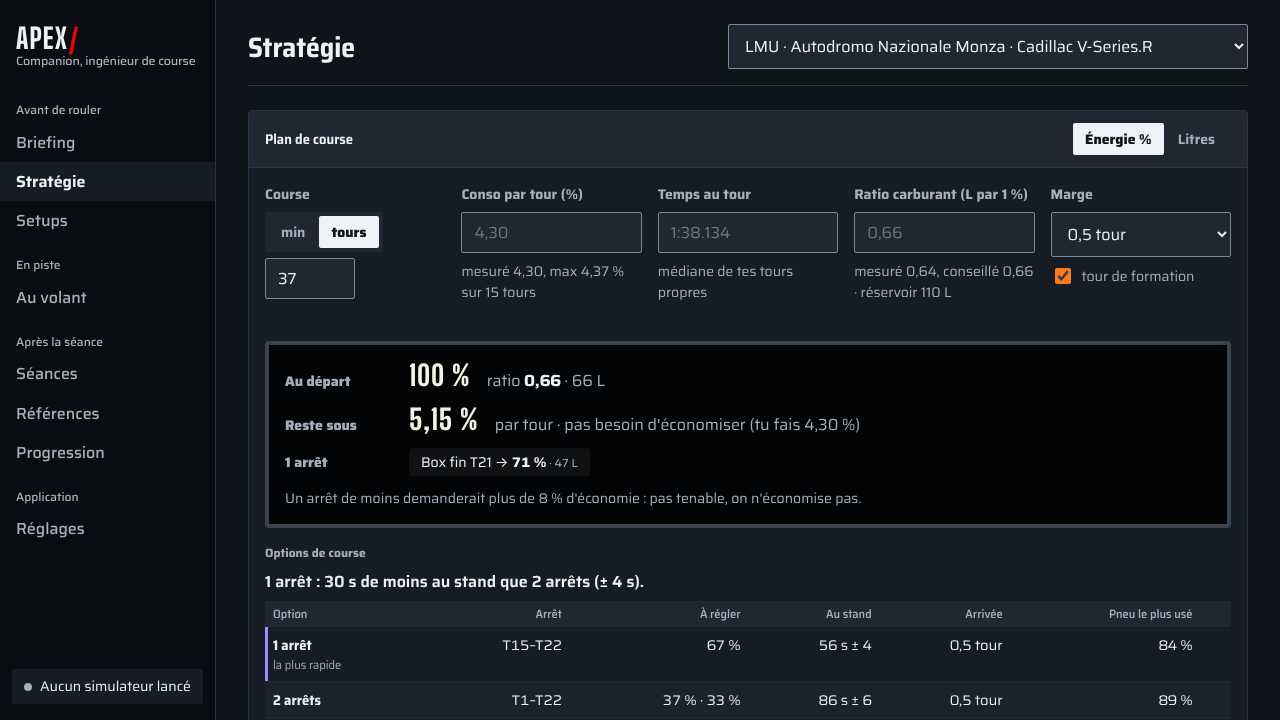 APEX/
Companion, ingénieur de course
Avant de rouler
Briefing
Stratégie
Setups
En piste
Au volant
Après la séance
Séances
Références
Progression
Application
Réglages
Aucun simulateur lancé
Stratégie
LMU · Autodromo Nazionale Monza · Cadillac V-Series.R
Plan de course
Énergie %
Litres
Course
min
tours
37
Conso par tour (%)
4,30
mesuré 4,30, max 4,37 %
sur 15 tours
Temps au tour
1:38.134
médiane de tes tours
propres
Ratio carburant (L par 1 %)
0,66
mesuré 0,64, conseillé 0,66
· réservoir 110 L
Marge
0,5 tour
tour de formation
Au départ 100 % ratio 0,66 · 66 L
Reste sous 5,15 % par tour · pas besoin d'économiser (tu fais 4,30 %)
1 arrêt Box fin T21 → 71 % · 47 L
Un arrêt de moins demanderait plus de 8 % d'économie : pas tenable, on n'économise pas.
Options de course
1 arrêt : 30 s de moins au stand que 2 arrêts (± 4 s).
Option Arrêt À régler Au stand Arrivée Pneu le plus usé
1 arrêt T15–T22 67 % 56 s ± 4 0,5 tour 84 %
la plus rapide
2 arrêts T1–T22 37 % · 33 % 86 s ± 6 0,5 tour 89 %